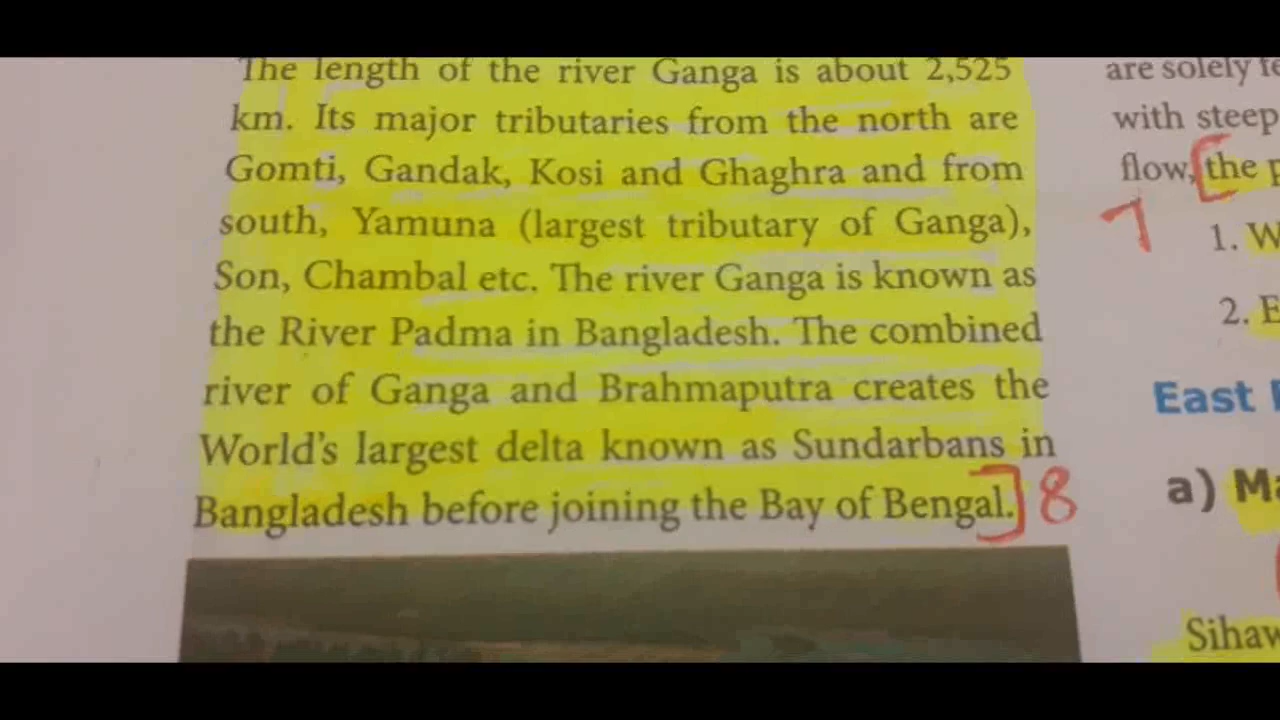 The length of the river Ganga is about 2,525
km. Its major tributaries from the north are
Gomti, Gandak, Kosi and Ghaghra and from
south, Yamuna (largest tributary of Ganga),
Son, Chambal etc. The river Ganga is known as
the River Padma in Bangladesh. The combined
river of Ganga and Brahmaputra creates the
World's largest delta known as Sundarbans in
Bangladesh before joining the Bay of Bengal.] 8
are solely
with steep
flow, [the
7
1.
2.
East
a)